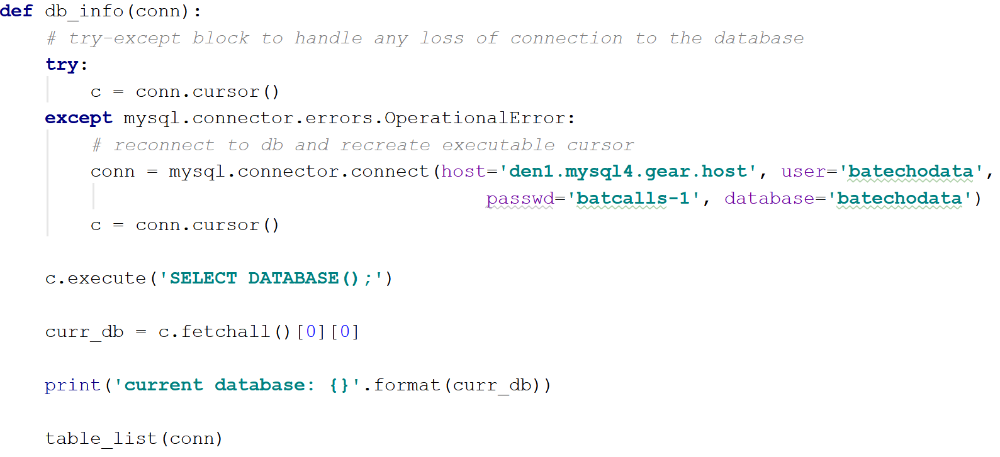 def db_info(conn):
    # try-except block to handle any loss of connection to the database
    try:
        c = conn.cursor()
    except mysql.connector.errors.OperationalError:
        # reconnect to db and recreate executable cursor
        conn = mysql.connector.connect(host='den1.mysql4.gear.host', user='batechodata',
                                       passwd='batcalls-1', database='batechodata')
        c = conn.cursor()

    c.execute('SELECT DATABASE();')

    curr_db = c.fetchall()[0][0]

    print('current database: {}'.format(curr_db))

    table_list(conn)